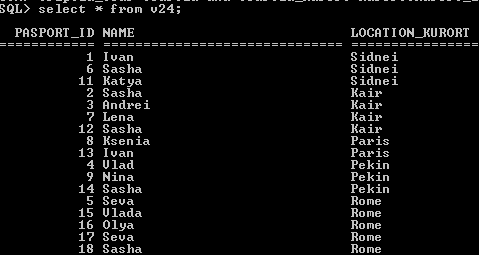 SQL> select * from v24;
PASPORT_ID NAME LOCATION_KURORT
============ =============================== ================
1 Ivan Sidnei
6 Sasha Sidnei
11 Katya Sidnei
2 Sasha Kair
3 Andrei Kair
7 Lena Kair
12 Sasha Kair
8 Ksenia Paris
13 Ivan Paris
4 Vlad Pekin
9 Nina Pekin
14 Sasha Pekin
5 Seva Rome
15 Vlada Rome
16 Olya Rome
17 Seva Rome
18 Sasha Rome